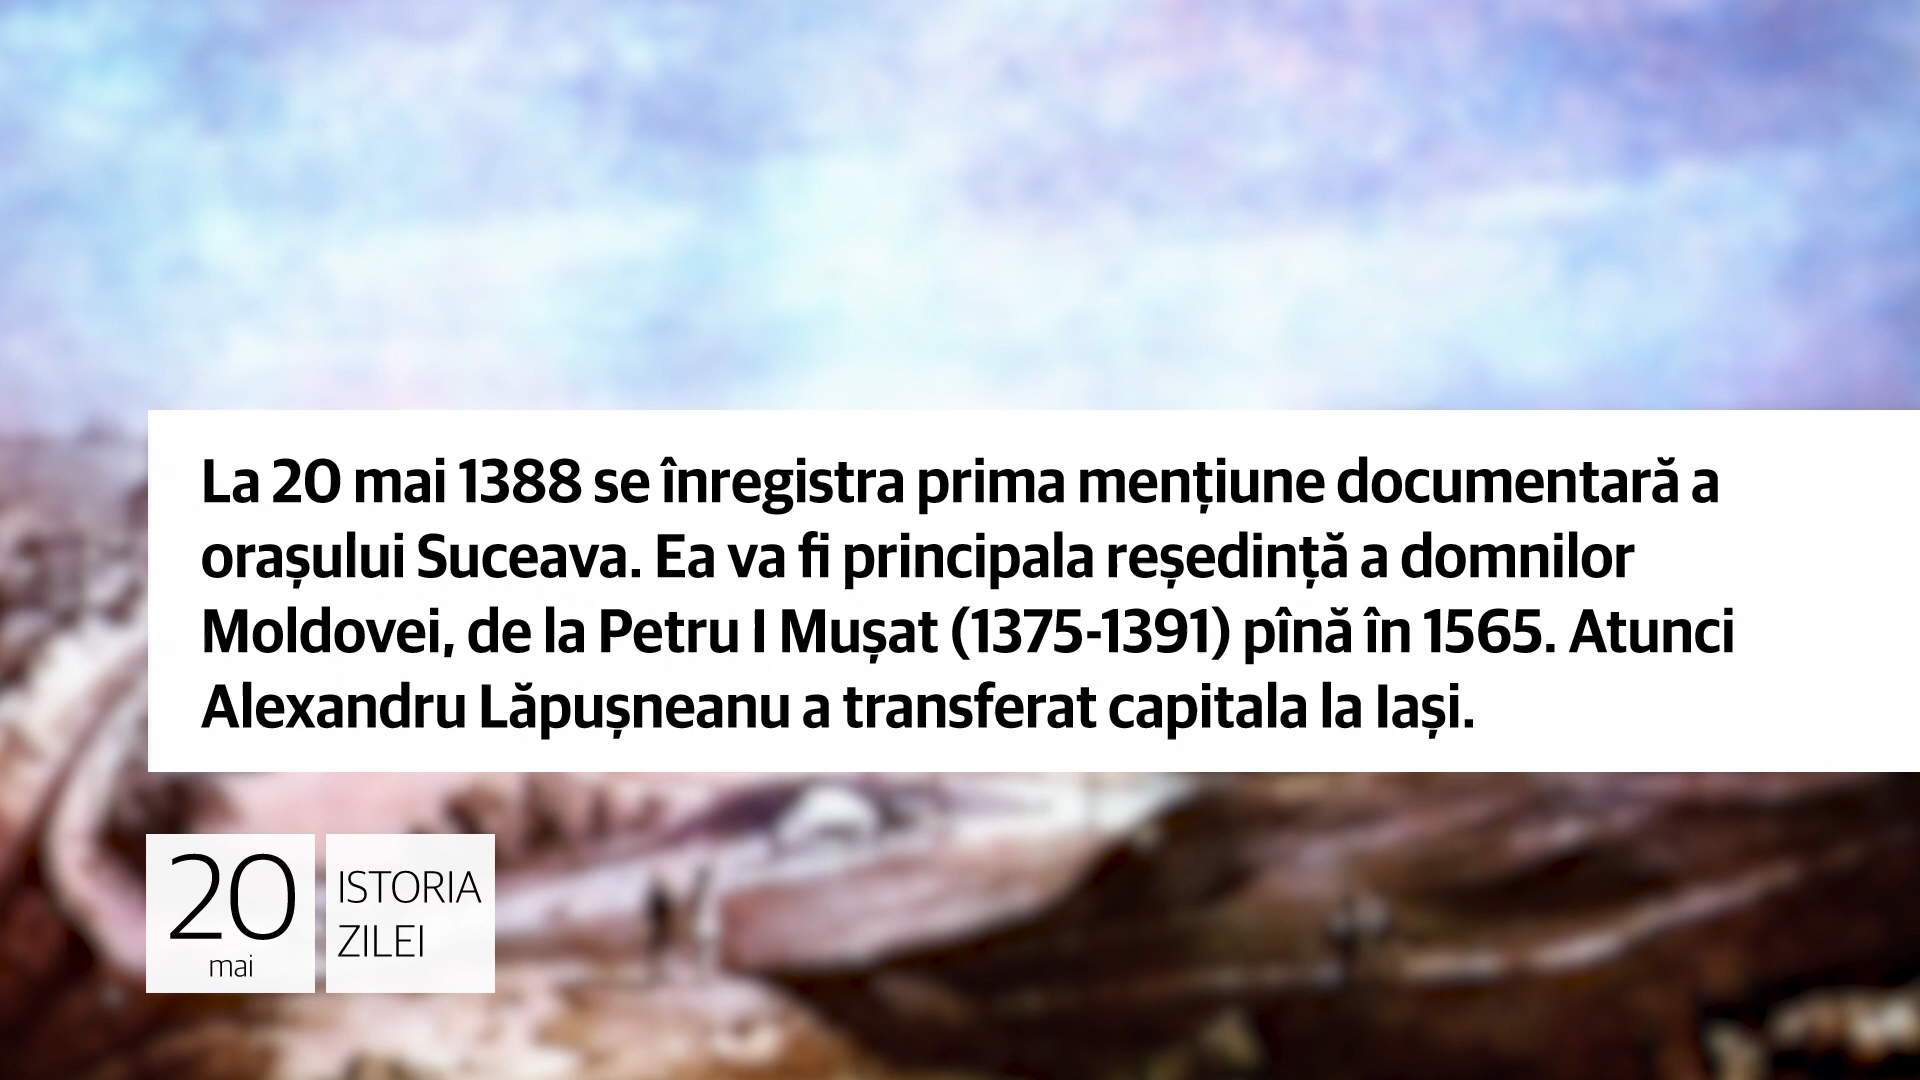 La 20 mai 1388 se înregistra prima mențiune documentară a
orașului Suceava. Ea va fi principala reședință a domnilor
Moldovei, de la Petru I Mușat (1375-1391) pînă în 1565. Atunci
Alexandru Lăpușneanu a transferat capitala la Iași.
20
mai
ISTORIA
ZILEI